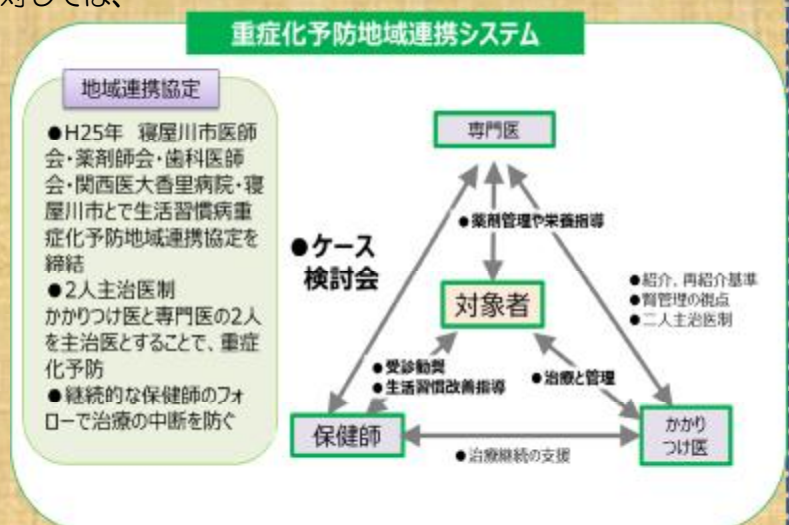 対しては、
重症化予防地域連携システム
地域連携協定
●H25年 寝屋川市医師
会・薬剤師会・歯科医師
会・関西医大香里病院・寝
屋川市とで生活習慣病重
症化予防地域連携協定を
締結
●2人主治医制
かかりつけ医と専門医の2人
を主治医とすることで、重症
化予防
●継続的な保健師のフォ
ローで治療の中断を防ぐ
専門医
●薬剤管理や栄養指導
●ケース
検討会
対象者
●紹介、再紹介基準
●腎管理の視点
●二人主治医制
●受診勧奨
●生活習慣改善指導
●治療と管理
保健師
●治療継続の支援
かかり
つけ医